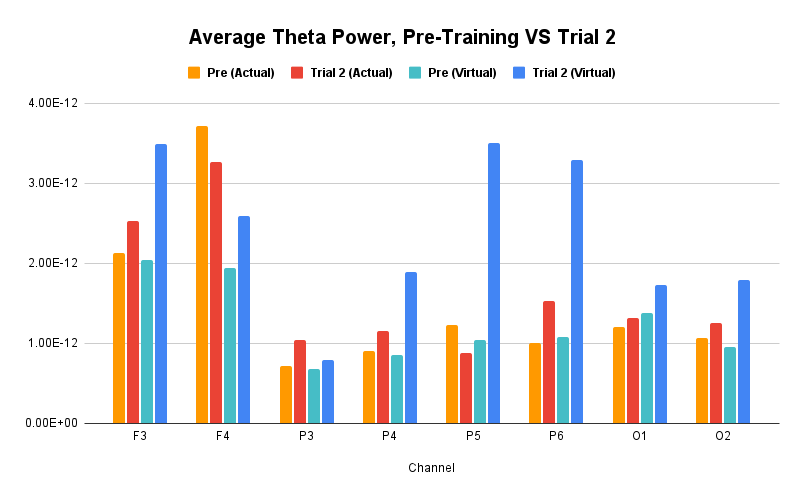 Average Theta Power, Pre-Training VS Trial 2
Pre (Actual) Trial 2 (Actual) Pre (Virtual) Trial 2 (Virtual)
4.00E-12
3.00E-12
2.00E-12
1.00E-12
0.00E+00
F3 F4 P3 P4 P5 P6 O1 O2
Channel